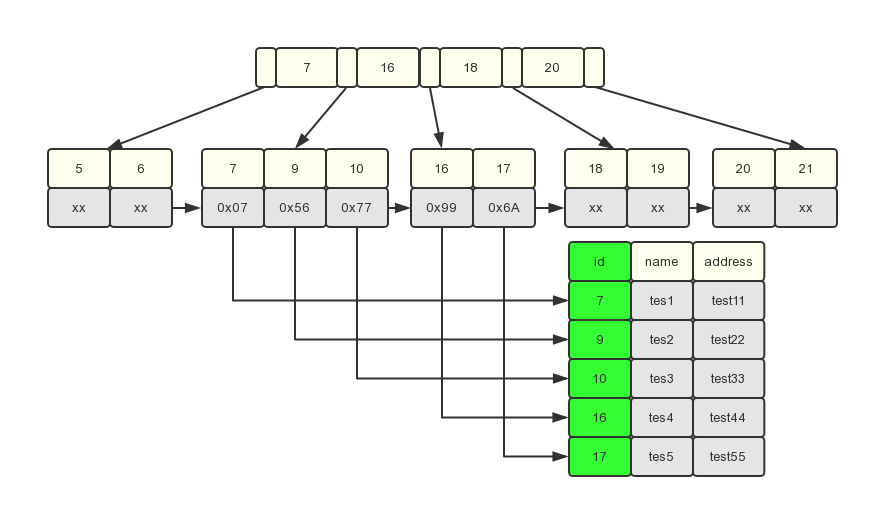 7 16 18 20
5 6 7 9 10 16 17 18 19 20 21
xx xx 0x07 0x56 0x77 0x99 0x6A xx xx xx xx
id name address
7 tes1 test11
9 tes2 test22
10 tes3 test33
16 tes4 test44
17 tes5 test55